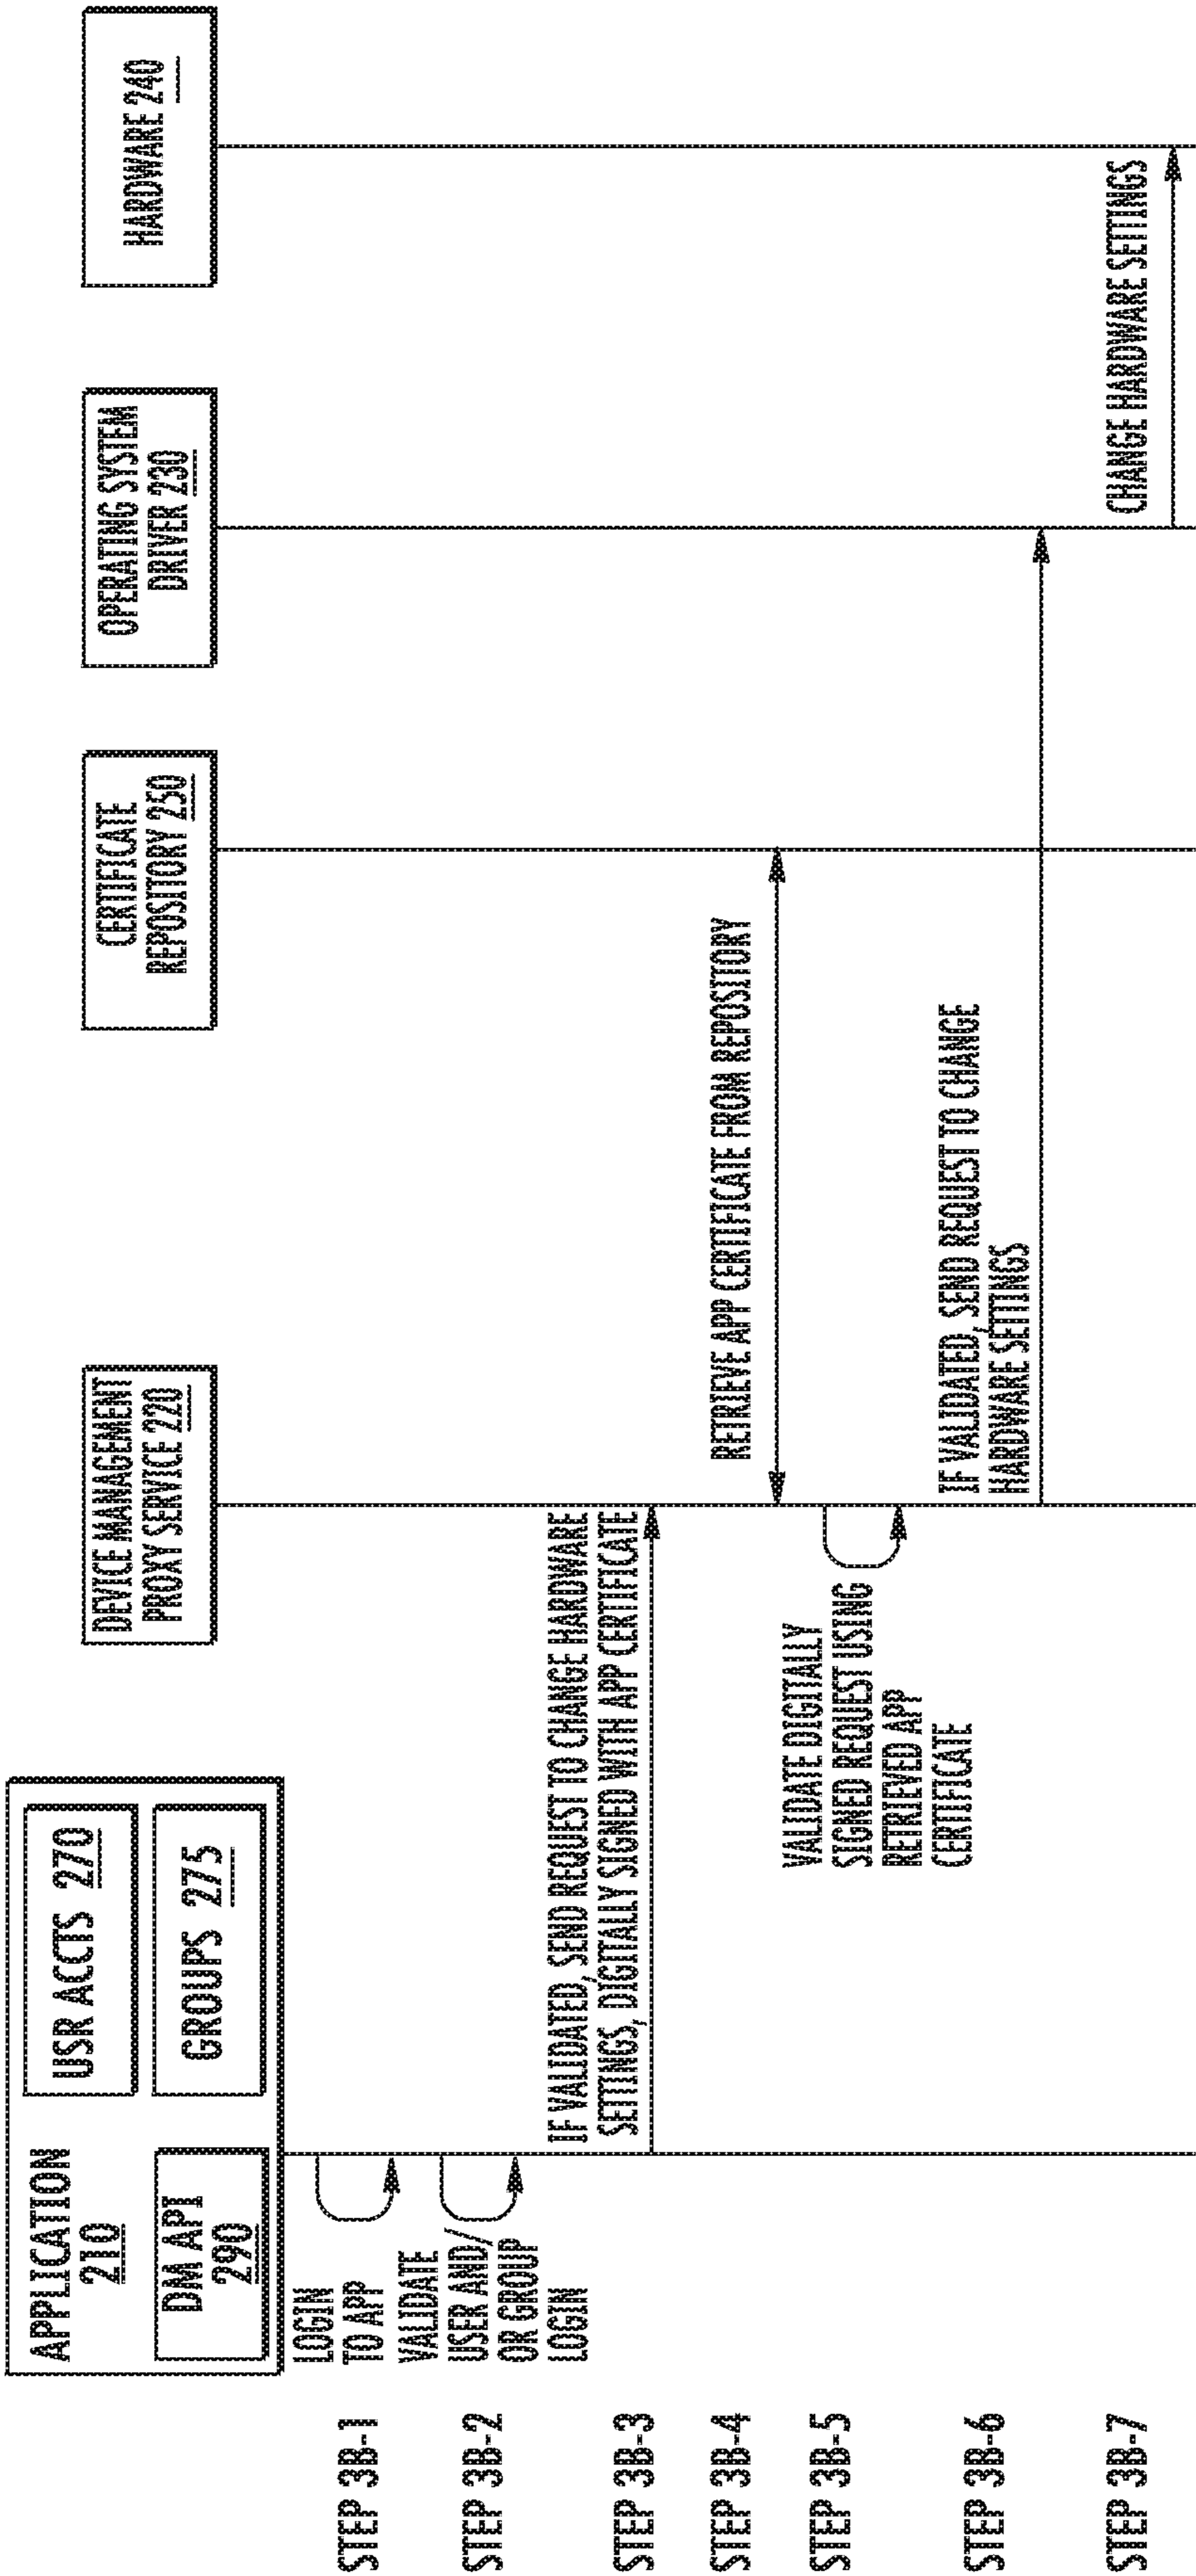 APPLICATION
210
USR ACCTS 270
DM API
290
GROUPS 275
DEVICE MANAGEMENT
PROXY SERVICE 220
CERTIFICATE
REPOSITORY 250
OPERATING SYSTEM
DRIVER 230
HARDWARE 240
STEP 3B-1
LOGIN
TO APP
STEP 3B-2
VALIDATE
USER AND/
OR GROUP
LOGIN
STEP 3B-3
IF VALIDATED, SEND REQUEST TO CHANGE HARDWARE
SETTINGS, DIGITALLY SIGNED WITH APP CERTIFICATE
STEP 3B-4
RETRIEVE APP CERTIFICATE FROM REPOSITORY
STEP 3B-5
VALIDATE DIGITALLY
SIGNED REQUEST USING
RETRIEVED APP
CERTIFICATE
STEP 3B-6
IF VALIDATED, SEND REQUEST TO CHANGE
HARDWARE SETTINGS
STEP 3B-7
CHANGE HARDWARE SETTINGS